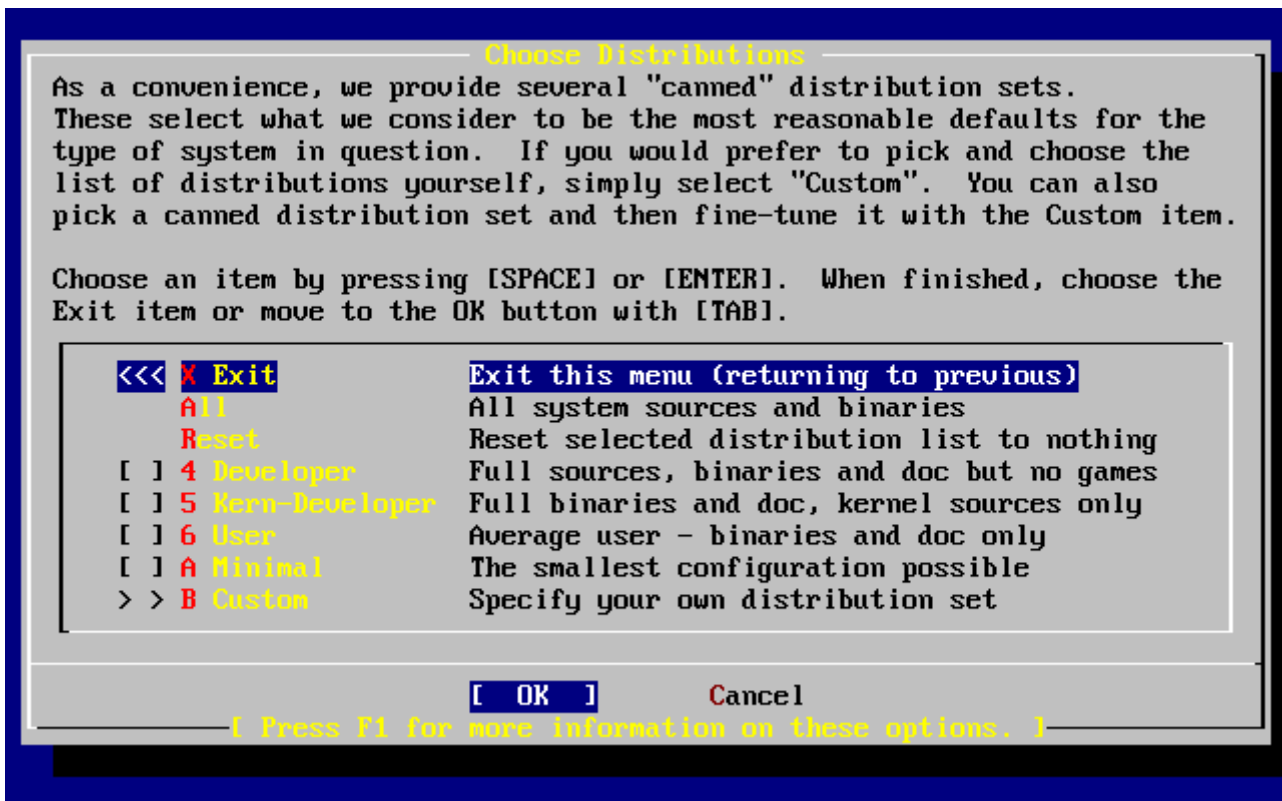 Choose Distributions
As a convenience, we provide several "canned" distribution sets.
These select what we consider to be the most reasonable defaults for the
type of system in question.  If you would prefer to pick and choose the
list of distributions yourself, simply select "Custom".  You can also
pick a canned distribution set and then fine-tune it with the Custom item.
Choose an item by pressing [SPACE] or [ENTER].  When finished, choose the
Exit item or move to the OK button with [TAB].
<<< X Exit Exit this menu (returning to previous)
All All system sources and binaries
Reset Reset selected distribution list to nothing
[ ] 4 Developer Full sources, binaries and doc but no games
[ ] 5 Kern-Developer Full binaries and doc, kernel sources only
[ ] 6 User Average user - binaries and doc only
[ ] A Minimal The smallest configuration possible
> > B Custom Specify your own distribution set
[ OK ] Cancel
[ Press F1 for more information on these options. ]